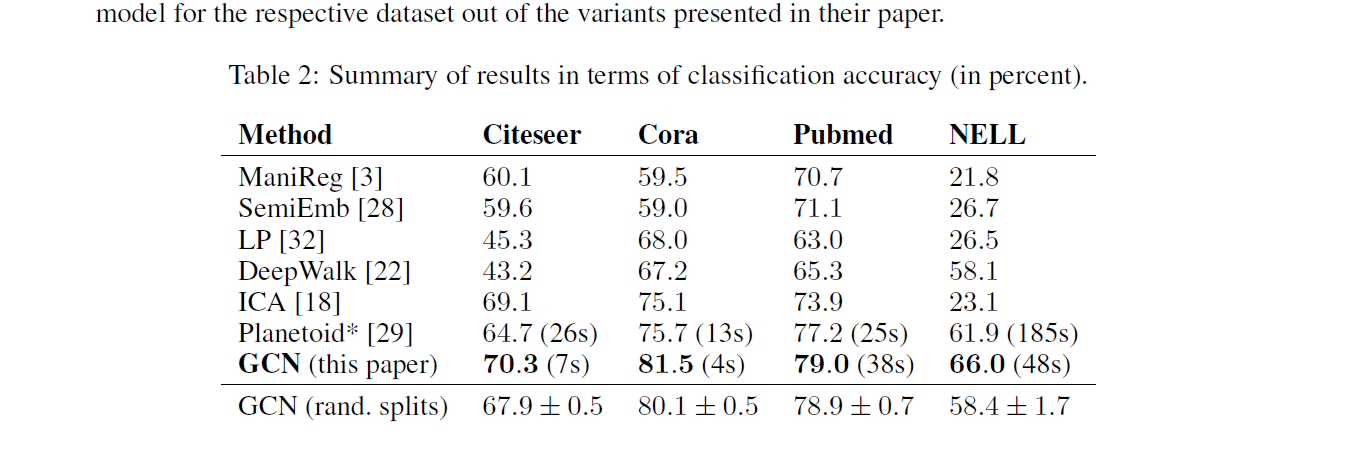 model for the respective dataset out of the variants presented in their paper.
Table 2: Summary of results in terms of classification accuracy (in percent).
Method Citeseer Cora Pubmed NELL
ManiReg [3] 60.1 59.5 70.7 21.8
SemiEmb [28] 59.6 59.0 71.1 26.7
LP [32] 45.3 68.0 63.0 26.5
DeepWalk [22] 43.2 67.2 65.3 58.1
ICA [18] 69.1 75.1 73.9 23.1
Planetoid* [29] 64.7 (26s) 75.7 (13s) 77.2 (25s) 61.9 (185s)
GCN (this paper) 70.3 (7s) 81.5 (4s) 79.0 (38s) 66.0 (48s)
GCN (rand. splits) 67.9 ± 0.5 80.1 ± 0.5 78.9 ± 0.7 58.4 ± 1.7